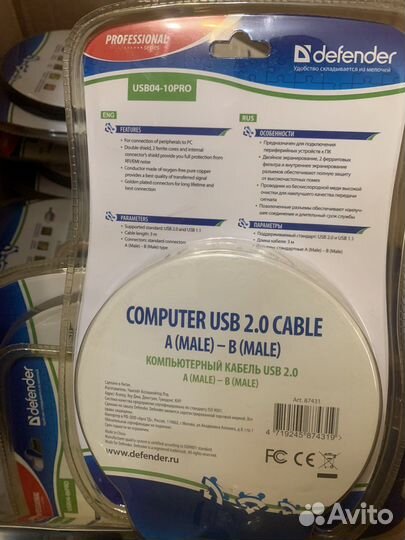 PROFESSIONAL
series
defender
Удобство складывается из мелочей
USB04-10PRO
ENG
RUS
FEATURES
ОСОБЕННОСТИ
• For connection of peripherals to PC
• Double shield, 2 ferrite cores and internal
connector's shield provide you full protection from
RFI/EMI noise
• Conductor made of oxygen-free pure copper
provides a best quality of transferred signal
• Golden plated connectors for long lifetime and
best connection
• Предназначен для подключения
периферийных устройств к ПК
• Двойное экранирование, 2 ферритовых
фильтра и внутреннее экранирование
разъемов обеспечивают полную защиту
от высокочастотных помех
• Проводник из бескислородной меди высокой
очистки для наилучшего качества передачи
сигнала
• Позолоченные разъемы обеспечивают наилуч-
шее соединение и длительный срок службы
PARAMETERS
ПАРАМЕТРЫ
• Supported standard: USB 2.0 and USB 1.1
• Cable length: 3 m
• Connectors: standard connectors
A (Male) – B (Male) type
• Поддерживаемый стандарт: USB 2.0 и USB 1.1
• Длина кабеля: 3 м
стандартные A (Male) – B (Male)
COMPUTER USB 2.0 CABLE
A (MALE) – B (MALE)
КОМПЬЮТЕРНЫЙ КАБЕЛЬ USB 2.0
A (MALE) – B (MALE)
Art. 87431
Сделано в Китае.
4 719245 874319
www.defender.ru
FC CE
defender
PROFESSIONAL
Avito